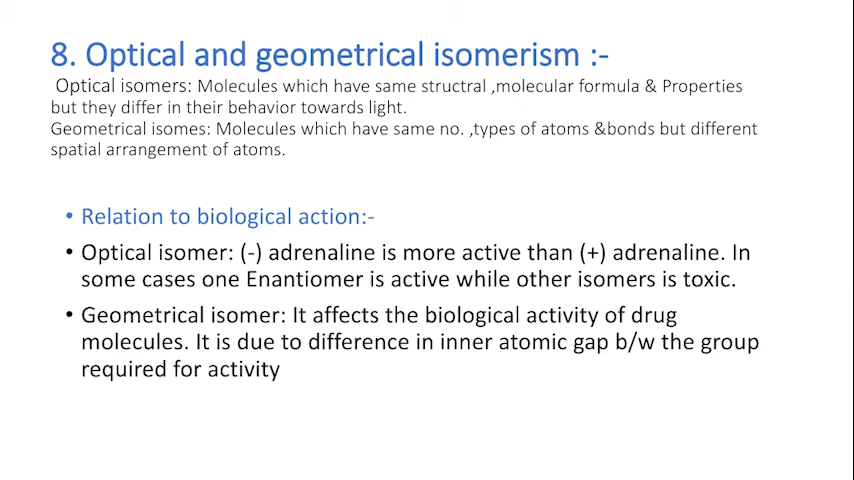 8. Optical and geometrical isomerism :-
Optical isomers: Molecules which have same structral ,molecular formula & Properties
but they differ in their behavior towards light.
Geometrical isomes: Molecules which have same no. ,types of atoms &bonds but different
spatial arrangement of atoms.
• Relation to biological action:-
• Optical isomer: (-) adrenaline is more active than (+) adrenaline. In
some cases one Enantiomer is active while other isomers is toxic.
• Geometrical isomer: It affects the biological activity of drug
molecules. It is due to difference in inner atomic gap b/w the group
required for activity